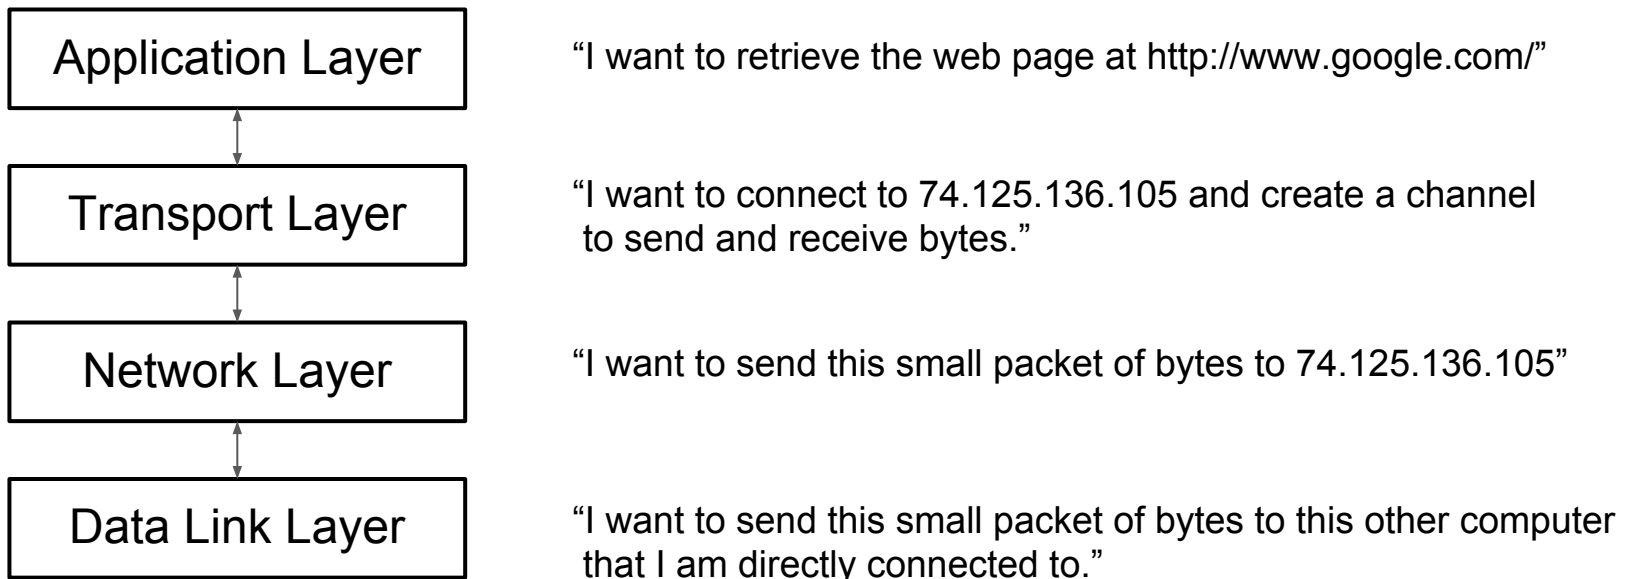 Application Layer
“I want to retrieve the web page at http://www.google.com/”
Transport Layer
“I want to connect to 74.125.136.105 and create a channel
to send and receive bytes.”
Network Layer
“I want to send this small packet of bytes to 74.125.136.105”
Data Link Layer
“I want to send this small packet of bytes to this other computer
that I am directly connected to.”